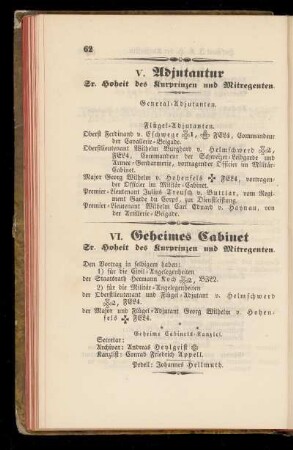 62
V. Adjutantur
Sr. Hoheit des Kurprinzen und Mitregenten.
General-Adjutanten.
Flügel-Adjutanten.
Oberst Ferdinand v. Eschwege Commandeur
der Cavallerie-Brigade.
Oberstlieutenant Wilhelm Burghard v. Helmschwerd
Commandeur der Schweizer-Leibgarde und
Armee-Gendarmerie, vortragender Officier im Militär-
Cabinet.
Major Georg Wilhelm v. Hohenfels vortragen-
der Officier im Militär-Cabinet.
Premier-Lieutenant Julius Treusch v. Buttlar, vom Regi-
ment Garde du Corps, zur Dienstleistung.
Premier-Lieutenant Wilhelm Carl Eduard v. Haynau, von
der Artillerie-Brigade.
VI. Geheimes Cabinet
Sr. Hoheit des Kurprinzen und Mitregenten.
Den Vortrag in selbigem haben:
1) für die Civil-Angelegenheiten
der Staatsrath Hermann Koch
2) für die Militär-Angelegenheiten
der Oberstlieutenant und Flügel-Adjutant v. Helmschwerd
der Major und Flügel-Adjutant Georg Wilhelm v. Hohen-
fels
Geheime Cabinets-Kanzlei.
Secretar:
Archivar: Andreas Heylgeist
Kanzlist: Conrad Friedrich Appell.
Pedell: Johannes Hellmuth.